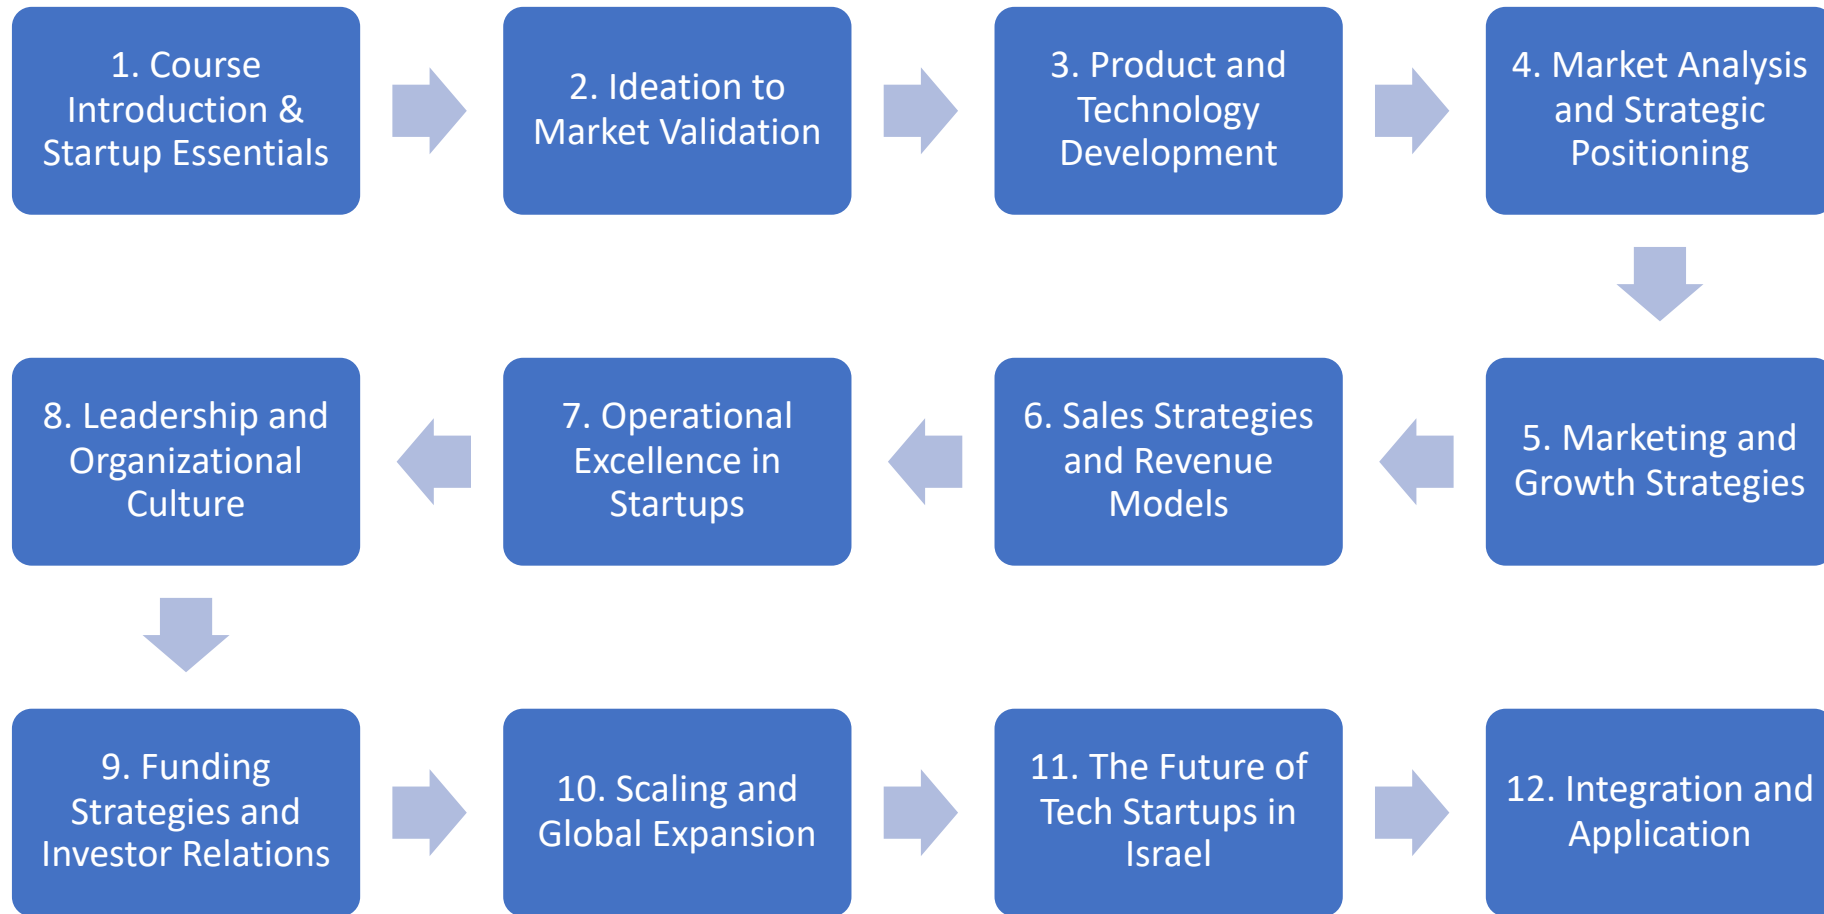 1. Course
Introduction &
Startup Essentials
2. Ideation to
Market Validation
3. Product and
Technology
Development
4. Market Analysis
and Strategic
Positioning
5. Marketing and
Growth Strategies
6. Sales Strategies
and Revenue
Models
7. Operational
Excellence in
Startups
8. Leadership and
Organizational
Culture
9. Funding
Strategies and
Investor Relations
10. Scaling and
Global Expansion
11. The Future of
Tech Startups in
Israel
12. Integration and
Application